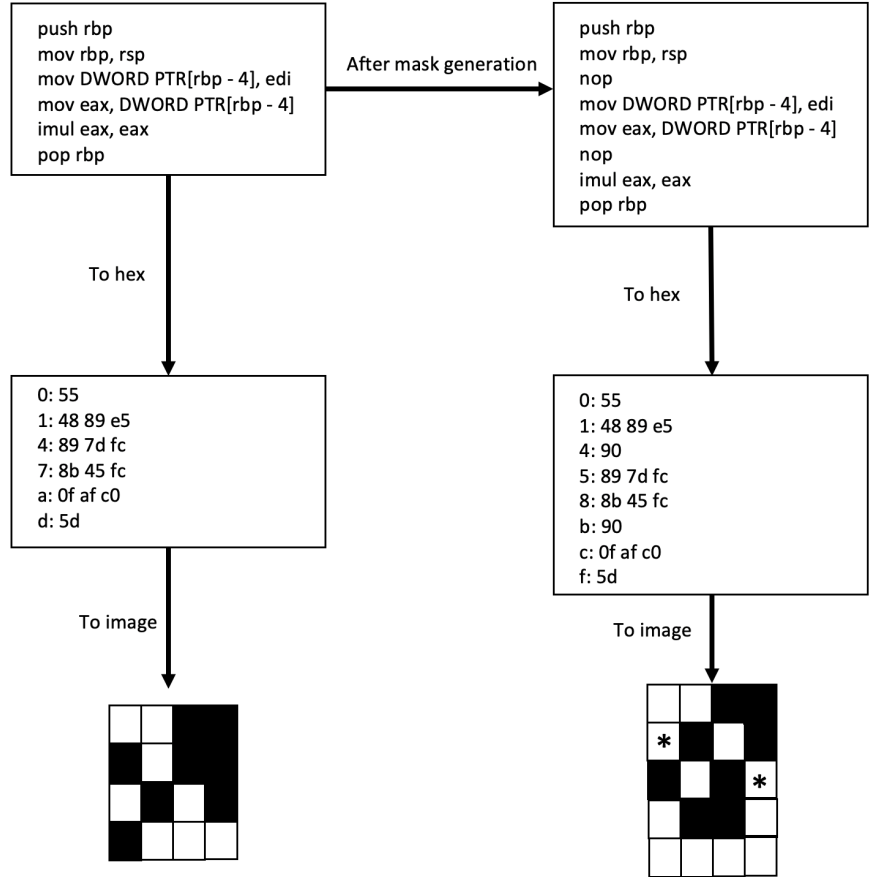 push rbp
mov rbp, rsp
mov DWORD PTR[rbp - 4], edi
mov eax, DWORD PTR[rbp - 4]
imul eax, eax
pop rbp
After mask generation
push rbp
mov rbp, rsp
nop
mov DWORD PTR[rbp - 4], edi
mov eax, DWORD PTR[rbp - 4]
nop
imul eax, eax
pop rbp
To hex
To hex
0: 55
1: 48 89 e5
4: 89 7d fc
7: 8b 45 fc
a: 0f af c0
d: 5d
0: 55
1: 48 89 e5
4: 90
5: 89 7d fc
8: 8b 45 fc
b: 90
c: 0f af c0
f: 5d
To image
To image
*
*